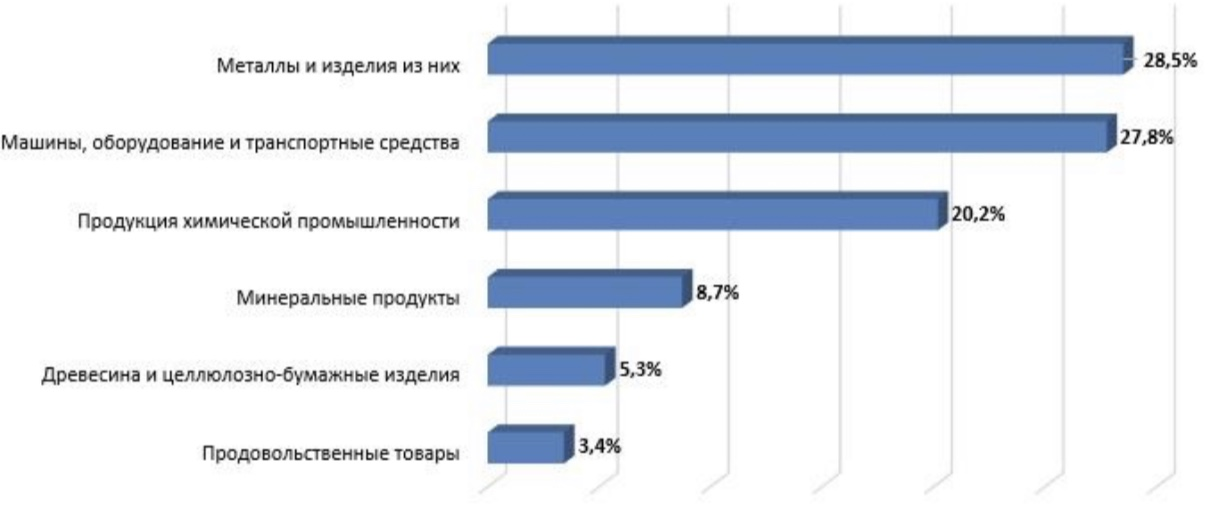 Металлы и изделия из них 28,5%
Машины, оборудование и транспортные средства 27,8%
Продукция химической промышленности 20,2%
Минеральные продукты 8,7%
Древесина и целлюлозно-бумажные изделия 5,3%
Продовольственные товары 3,4%